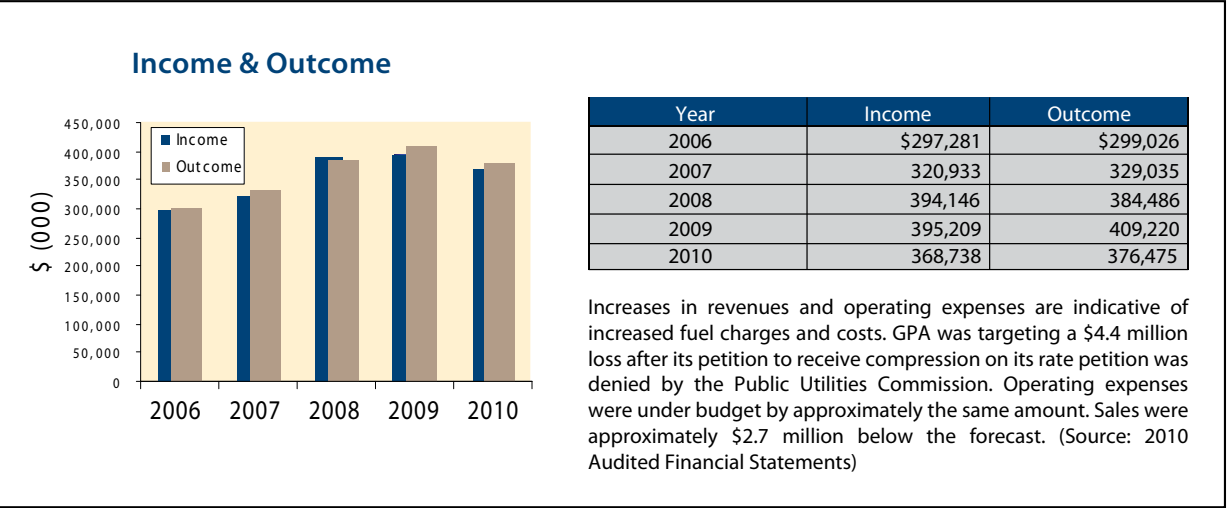 Income & Outcome
$ (000)
450,000
400,000
350,000
300,000
250,000
200,000
150,000
100,000
50,000
0
Income
Outcome
2006 2007 2008 2009 2010
Year Income Outcome
2006 $297,281 $299,026
2007 320,933 329,035
2008 394,146 384,486
2009 395,209 409,220
2010 368,738 376,475
Increases in revenues and operating expenses are indicative of
increased fuel charges and costs. GPA was targeting a $4.4 million
loss after its petition to receive compression on its rate petition was
denied by the Public Utilities Commission. Operating expenses
were under budget by approximately the same amount. Sales were
approximately $2.7 million below the forecast. (Source: 2010
Audited Financial Statements)